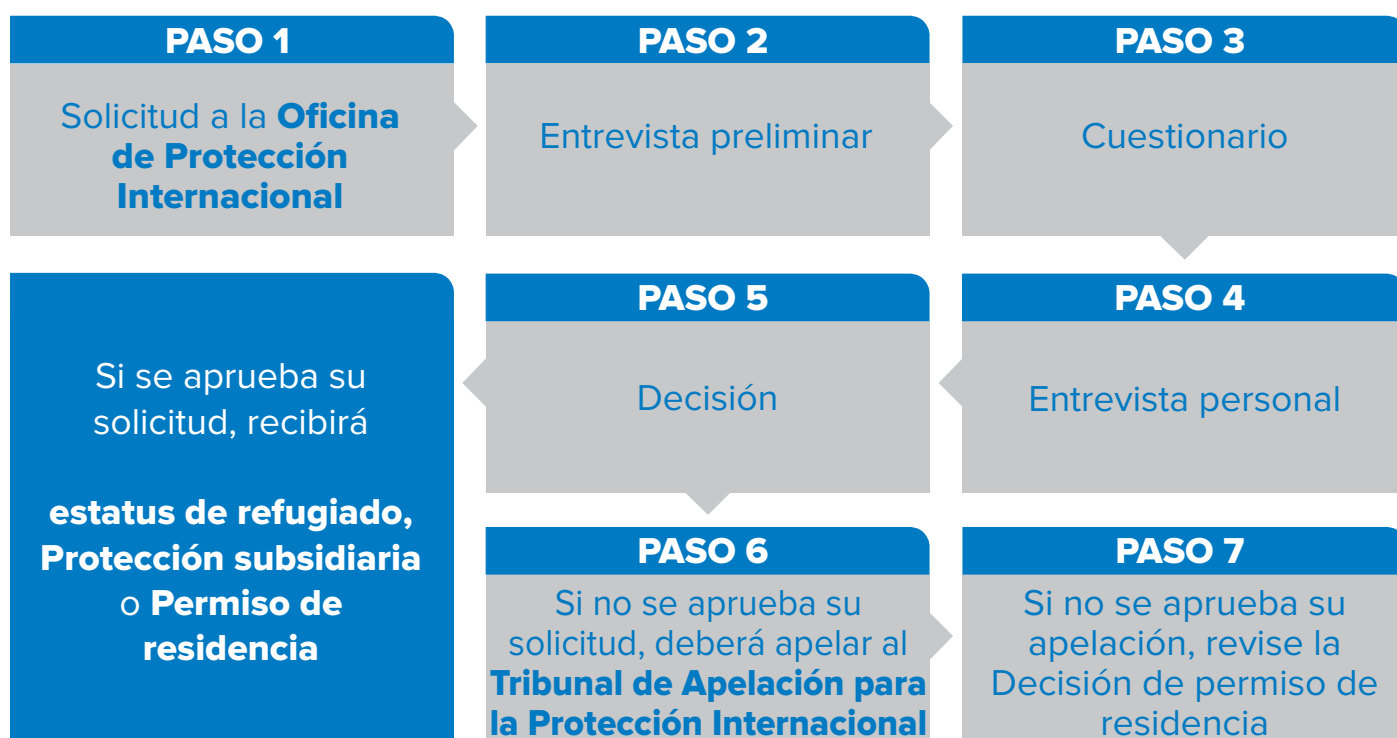 PASO 1
Solicitud a la Oficina
de Protección
Internacional
PASO 2
Entrevista preliminar
PASO 3
Cuestionario
PASO 4
Entrevista personal
PASO 5
Decisión
Si se aprueba su
solicitud, recibirá
estatus de refugiado,
Protección subsidiaria
o Permiso de
residencia
PASO 6
Si no se aprueba su
solicitud, deberá apelar al
Tribunal de Apelación para
la Protección Internacional
PASO 7
Si no se aprueba su
apelación, revise la
Decisión de permiso de
residencia